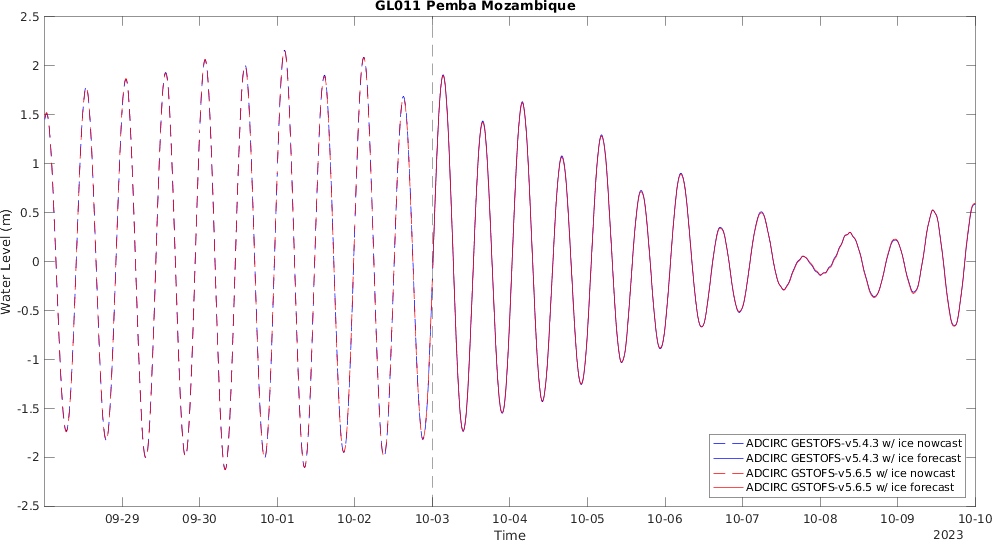 GL011 Pemba Mozambique
Water Level (m)
2.5
2
1.5
1
0.5
0
-0.5
-1
-1.5
-2
-2.5
ADCIRC GESTOFS-v5.4.3 w/ ice nowcast
ADCIRC GESTOFS-v5.4.3 w/ ice forecast
ADCIRC GSTOFS-v5.6.5 w/ ice nowcast
ADCIRC GSTOFS-v5.6.5 w/ ice forecast
09-29 09-30 10-01 10-02 10-03 10-04 10-05 10-06 10-07 10-08 10-09 10-10
Time
2023